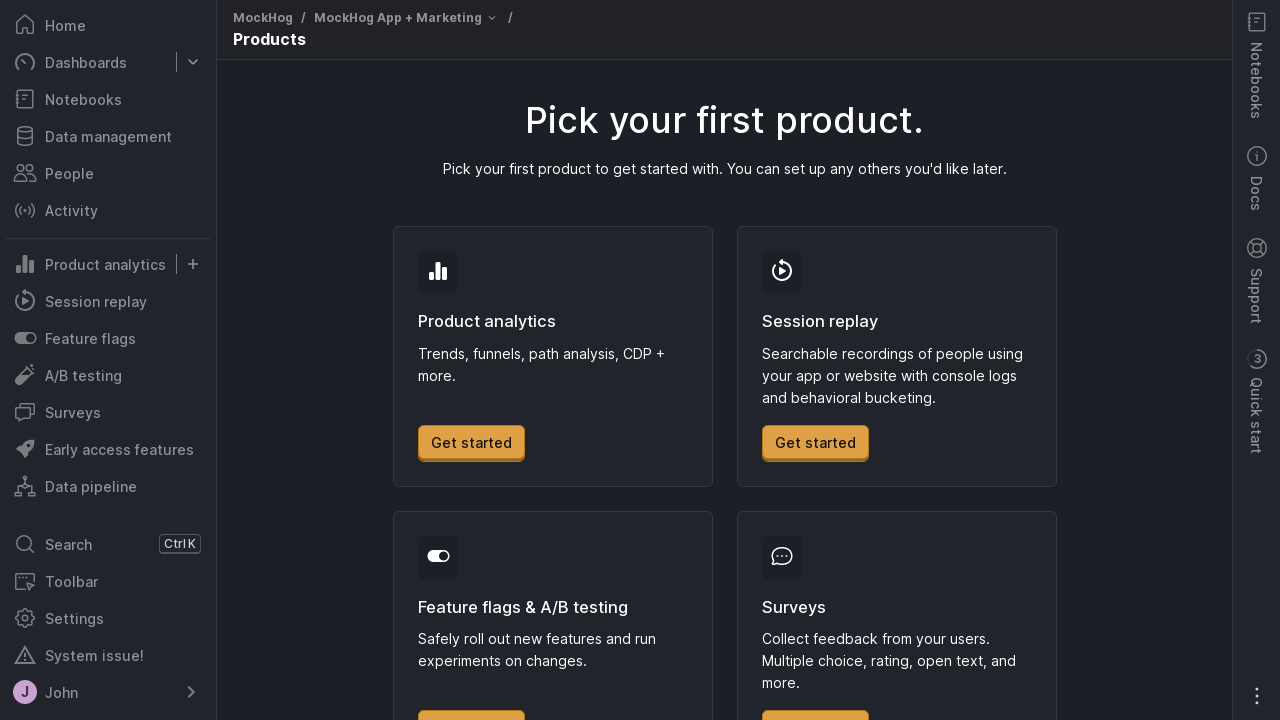 Home
Dashboards
Notebooks
Data management
People
Activity
Product analytics
Session replay
Feature flags
A/B testing
Surveys
Early access features
Data pipeline
Search Ctrl K
Toolbar
Settings
System issue!
J John
MockHog / MockHog App + Marketing /
Products
Pick your first product.
Pick your first product to get started with. You can set up any others you'd like later.
Product analytics
Trends, funnels, path analysis, CDP +
more.
Get started
Session replay
Searchable recordings of people using
your app or website with console logs
and behavioral bucketing.
Get started
Feature flags & A/B testing
Safely roll out new features and run
experiments on changes.
Surveys
Collect feedback from your users.
Multiple choice, rating, open text, and
more.
Notebooks
Docs
Support
3 Quick start